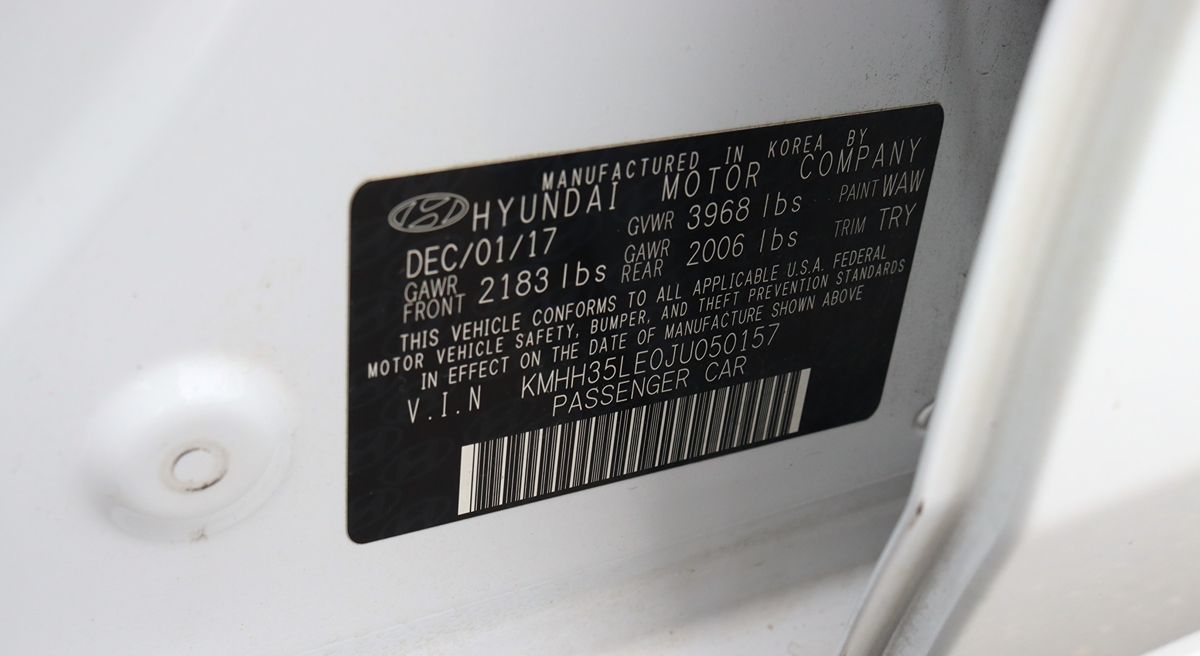 MANUFACTURED IN KOREA BY
HYUNDAI MOTOR COMPANY
DEC/01/17 GVWR 3968 lbs PAINT WAW
GAWR FRONT 2183 lbs GAWR REAR 2006 lbs TRIM TRY
THIS VEHICLE CONFORMS TO ALL APPLICABLE U.S.A. FEDERAL
MOTOR VEHICLE SAFETY, BUMPER, AND THEFT PREVENTION STANDARDS
IN EFFECT ON THE DATE OF MANUFACTURE SHOWN ABOVE
V.I.N KMHH35LE0JU050157
PASSENGER CAR